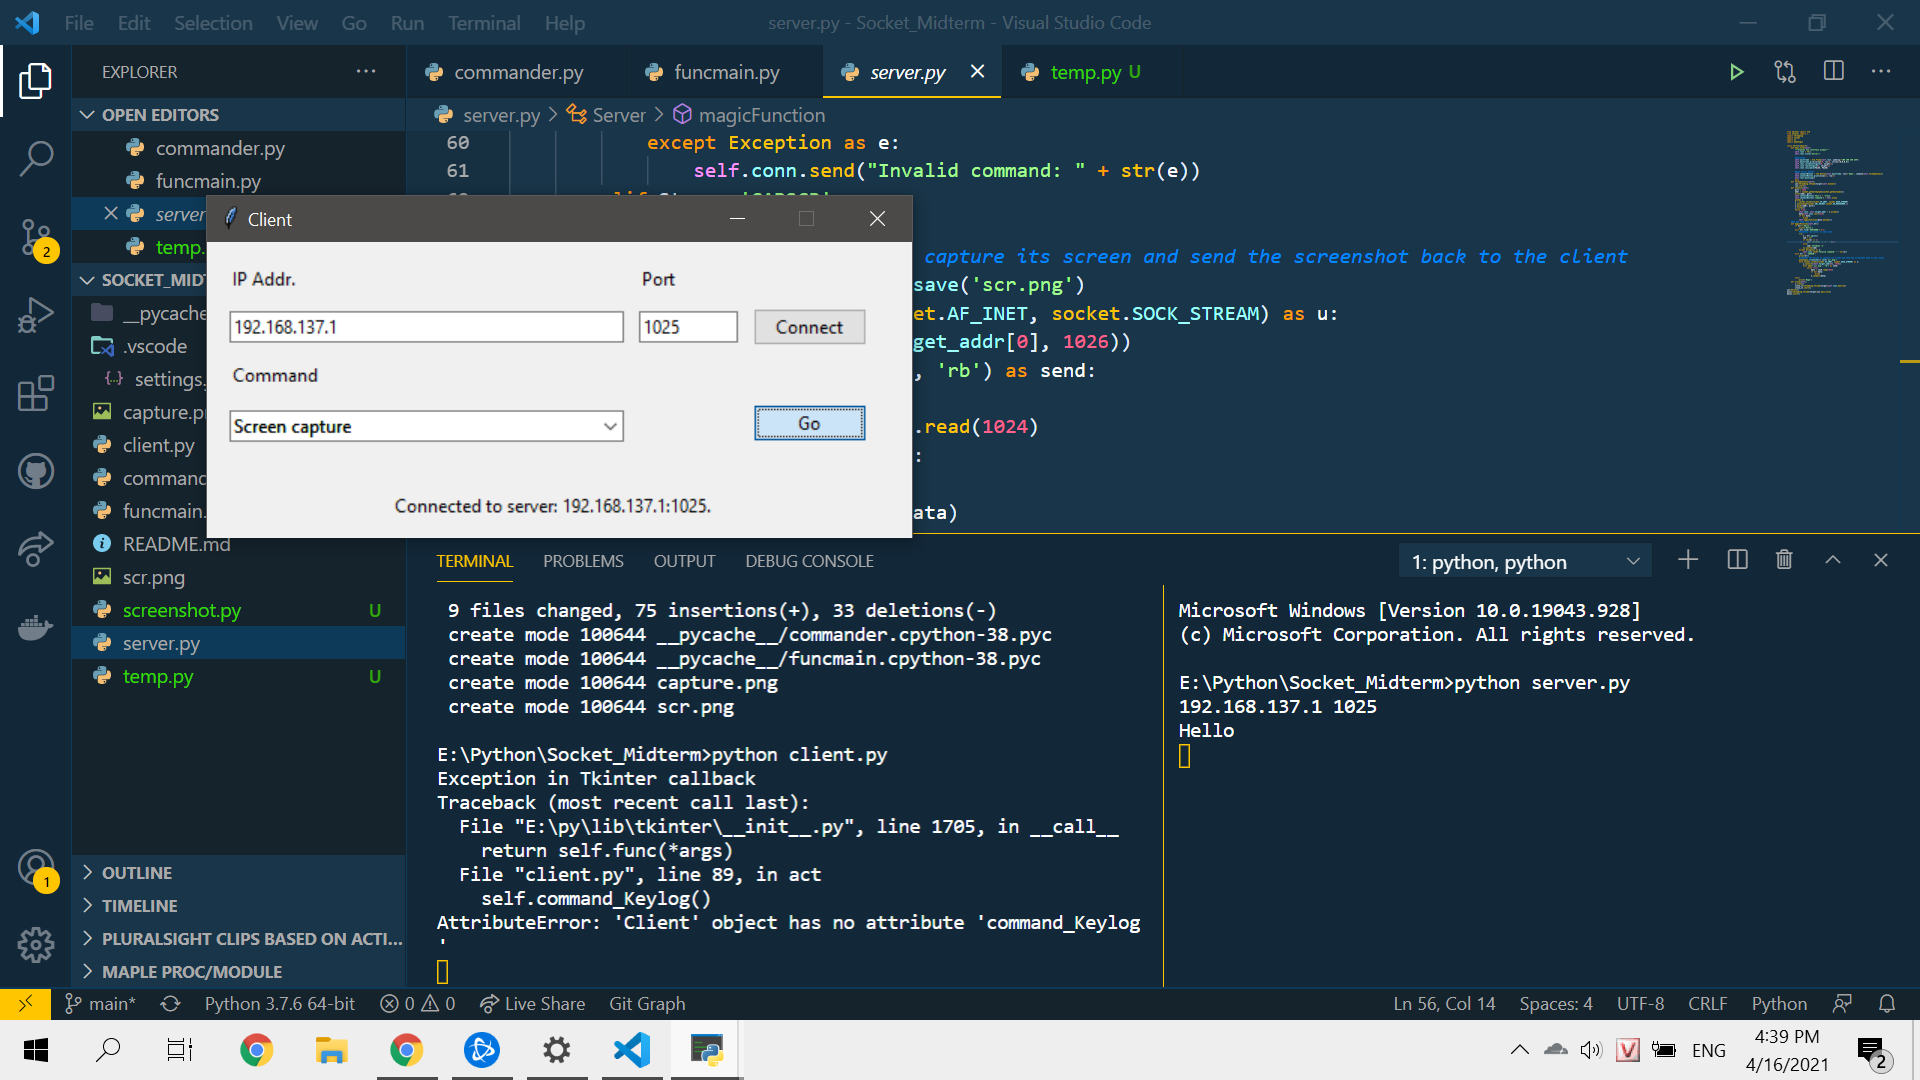 File Edit Selection View Go Run Terminal Help
server.py - Socket_Midterm - Visual Studio Code
EXPLORER
commander.py
funcmain.py
server.py
temp.py U
OPEN EDITORS
commander.py
funcmain.py
server
temp.
SOCKET_MIDT
__pycache
.vscode
settings.
capture.p
client.py
command
funcmain.
README.md
scr.png
screenshot.py U
server.py
temp.py U
OUTLINE
TIMELINE
PLURALSIGHT CLIPS BASED ON ACTI...
MAPLE PROC/MODULE
2
1
server.py > Server > magicFunction
60 except Exception as e:
61 self.conn.send("Invalid command: " + str(e))
capture its screen and send the screenshot back to the client
save('scr.png')
et.AF_INET, socket.SOCK_STREAM) as u:
get_addr[0], 1026))
, 'rb') as send:
.read(1024)
:
ata)
Client
IP Addr.
Port
192.168.137.1
1025
Connect
Command
Screen capture
Go
Connected to server: 192.168.137.1:1025.
TERMINAL PROBLEMS OUTPUT DEBUG CONSOLE
1: python, python
9 files changed, 75 insertions(+), 33 deletions(-)
create mode 100644 __pycache__/commander.cpython-38.pyc
create mode 100644 __pycache__/funcmain.cpython-38.pyc
create mode 100644 capture.png
create mode 100644 scr.png
E:\Python\Socket_Midterm>python client.py
Exception in Tkinter callback
Traceback (most recent call last):
File "E:\py\lib\tkinter\__init__.py", line 1705, in __call__
return self.func(*args)
File "client.py", line 89, in act
self.command_Keylog()
AttributeError: 'Client' object has no attribute 'command_Keylog
'
Microsoft Windows [Version 10.0.19043.928]
(c) Microsoft Corporation. All rights reserved.
E:\Python\Socket_Midterm>python server.py
192.168.137.1 1025
Hello
main* Python 3.7.6 64-bit 0 0 Live Share Git Graph
Ln 56, Col 14 Spaces: 4 UTF-8 CRLF Python
ENG
4:39 PM
4/16/2021
2